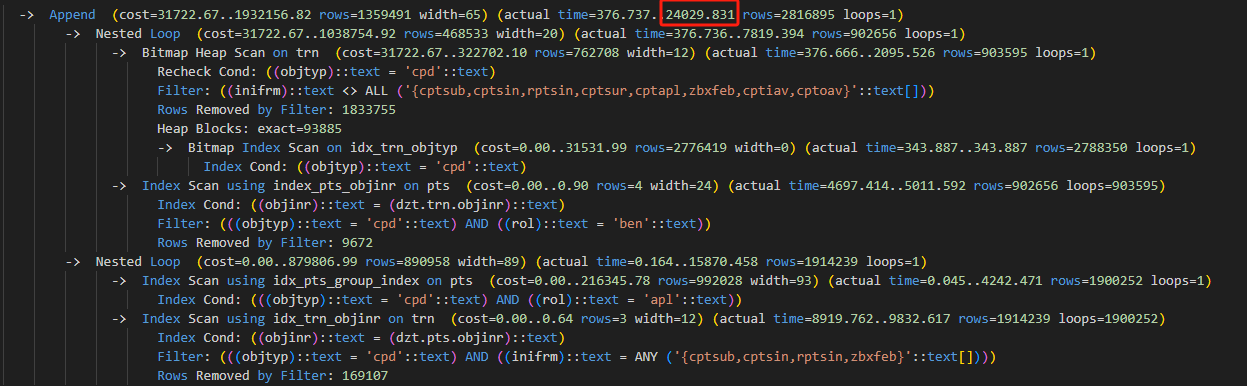 -> Append (cost=31722.67..1932156.82 rows=1359491 width=65) (actual time=376.737..24029.831 rows=2816895 loops=1)
-> Nested Loop (cost=31722.67..1038754.92 rows=468533 width=20) (actual time=376.736..7819.394 rows=902656 loops=1)
-> Bitmap Heap Scan on trn (cost=31722.67..322702.10 rows=762708 width=12) (actual time=376.666..2095.526 rows=903595 loops=1)
Recheck Cond: ((objtyp)::text = 'cpd'::text)
Filter: ((inifrm)::text <> ALL ('{cptsub,cptsin,rptsin,cptsur,cptapl,zbxfeb,cptiav,cptoav}'::text[]))
Rows Removed by Filter: 1833755
Heap Blocks: exact=93885
-> Bitmap Index Scan on idx_trn_objtyp (cost=0.00..31531.99 rows=2776419 width=0) (actual time=343.887..343.887 rows=2788350 loops=1)
Index Cond: ((objtyp)::text = 'cpd'::text)
-> Index Scan using index_pts_objinr on pts (cost=0.00..0.90 rows=4 width=24) (actual time=4697.414..5011.592 rows=902656 loops=903595)
Index Cond: ((objinr)::text = (dzt.trn.objinr)::text)
Filter: (((objtyp)::text = 'cpd'::text) AND ((rol)::text = 'ben'::text))
Rows Removed by Filter: 9672
-> Nested Loop (cost=0.00..879806.99 rows=890958 width=89) (actual time=0.164..15870.458 rows=1914239 loops=1)
-> Index Scan using idx_pts_group_index on pts (cost=0.00..216345.78 rows=992028 width=93) (actual time=0.045..4242.471 rows=1900252 loops=1)
Index Cond: (((objtyp)::text = 'cpd'::text) AND ((rol)::text = 'apl'::text))
-> Index Scan using idx_trn_objinr on trn (cost=0.00..0.64 rows=3 width=12) (actual time=8919.762..9832.617 rows=1914239 loops=1900252)
Index Cond: ((objinr)::text = (dzt.pts.objinr)::text)
Filter: (((objtyp)::text = 'cpd'::text) AND ((inifrm)::text = ANY ('{cptsub,cptsin,rptsin,zbxfeb}'::text[])))
Rows Removed by Filter: 169107